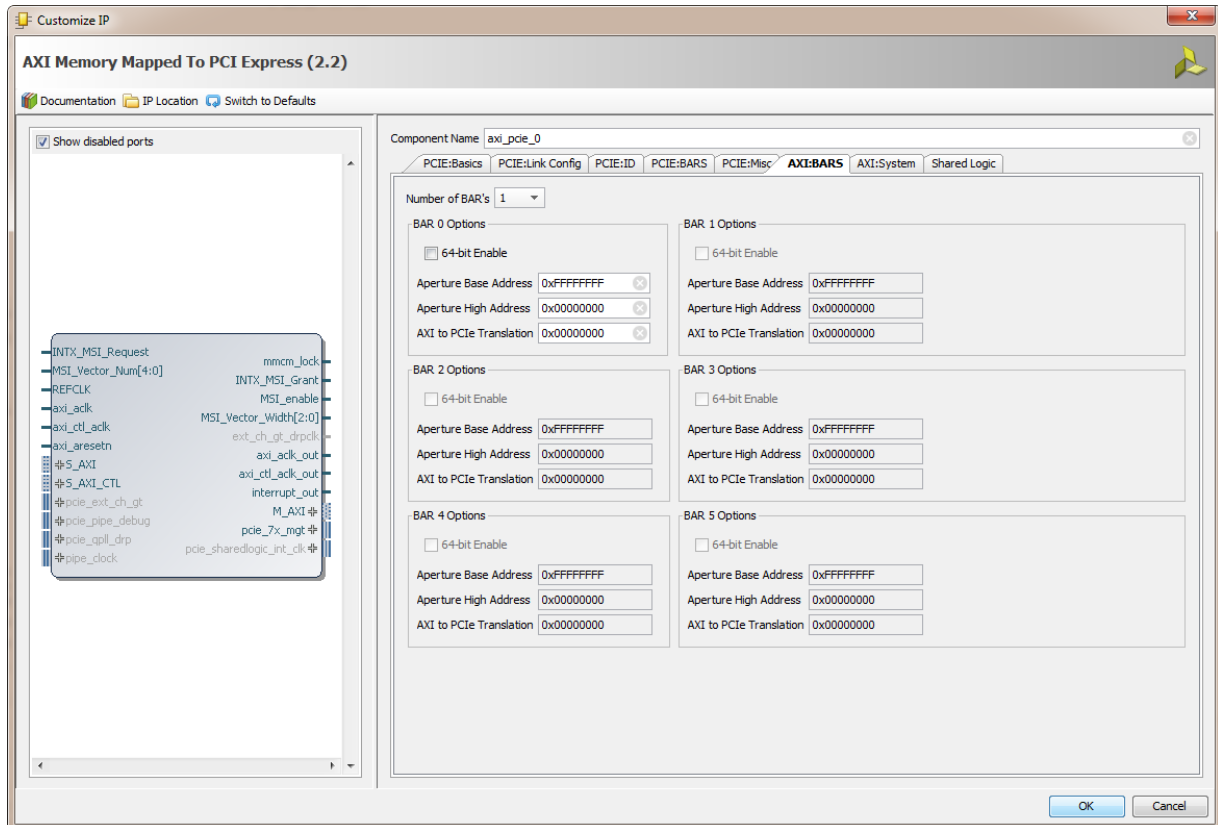 Customize IP
AXI Memory Mapped To PCI Express (2.2)
Documentation IP Location Switch to Defaults
Show disabled ports
INTX_MSI_Request
MSI_Vector_Num[4:0]
REFCLK
axi_aclk
axi_ctl_aclk
axi_aresetn
S_AXI
S_AXI_CTL
pcie_ext_ch_gt
pcie_pipe_debug
pcie_qpll_drp
pipe_clock
mmcm_lock
INTX_MSI_Grant
MSI_enable
MSI_Vector_Width[2:0]
ext_ch_gt_drpclk
axi_aclk_out
axi_ctl_aclk_out
interrupt_out
M_AXI
pcie_7x_mgt
pcie_sharedlogic_int_clk
Component Name axi_pcie_0
PCIE:Basics PCIE:Link Config PCIE:ID PCIE:BARS PCIE:Misc AXI:BARS AXI:System Shared Logic
Number of BAR's 1
BAR 0 Options
64-bit Enable
Aperture Base Address 0xFFFFFFFF
Aperture High Address 0x00000000
AXI to PCIe Translation 0x00000000
BAR 1 Options
64-bit Enable
Aperture Base Address 0xFFFFFFFF
Aperture High Address 0x00000000
AXI to PCIe Translation 0x00000000
BAR 2 Options
64-bit Enable
Aperture Base Address 0xFFFFFFFF
Aperture High Address 0x00000000
AXI to PCIe Translation 0x00000000
BAR 3 Options
64-bit Enable
Aperture Base Address 0xFFFFFFFF
Aperture High Address 0x00000000
AXI to PCIe Translation 0x00000000
BAR 4 Options
64-bit Enable
Aperture Base Address 0xFFFFFFFF
Aperture High Address 0x00000000
AXI to PCIe Translation 0x00000000
BAR 5 Options
64-bit Enable
Aperture Base Address 0xFFFFFFFF
Aperture High Address 0x00000000
AXI to PCIe Translation 0x00000000
OK Cancel